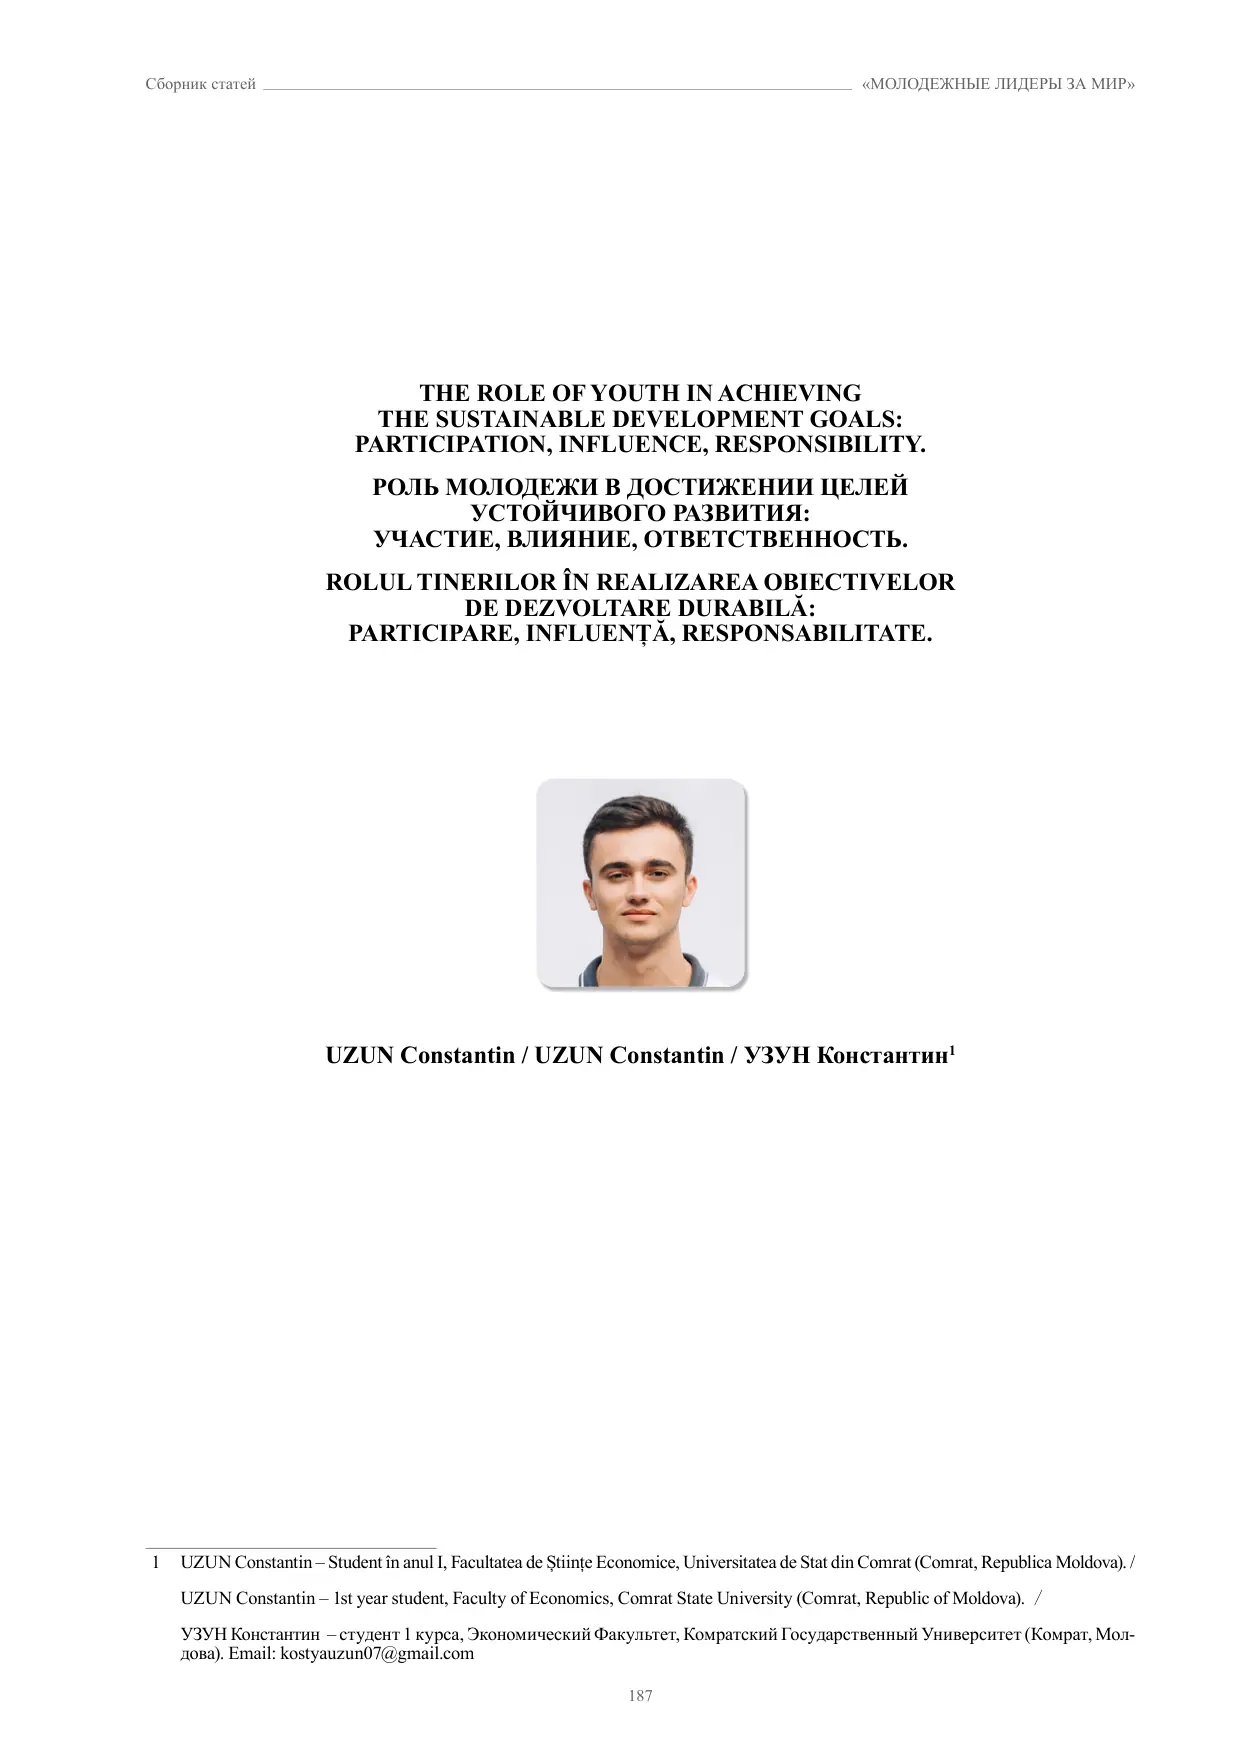 Сборник статей «МОЛОДЕЖНЫЕ ЛИДЕРЫ ЗА МИР»
THE ROLE OF YOUTH IN ACHIEVING
THE SUSTAINABLE DEVELOPMENT GOALS:
PARTICIPATION, INFLUENCE, RESPONSIBILITY.
РОЛЬ МОЛОДЕЖИ В ДОСТИЖЕНИИ ЦЕЛЕЙ
УСТОЙЧИВОГО РАЗВИТИЯ:
УЧАСТИЕ, ВЛИЯНИЕ, ОТВЕТСТВЕННОСТЬ.
ROLUL TINERILOR ÎN REALIZAREA OBIECTIVELOR
DE DEZVOLTARE DURABILĂ:
PARTICIPARE, INFLUENȚĂ, RESPONSABILITATE.
UZUN Constantin / UZUN Constantin / УЗУН Константин1
1 UZUN Constantin – Student în anul I, Facultatea de Științe Economice, Universitatea de Stat din Comrat (Comrat, Republica Moldova). /
UZUN Constantin – 1st year student, Faculty of Economics, Comrat State University (Comrat, Republic of Moldova). /
УЗУН Константин – студент 1 курса, Экономический Факультет, Комратский Государственный Университет (Комрат, Мол-
дова). Email: kostyauzun07@gmail.com
187